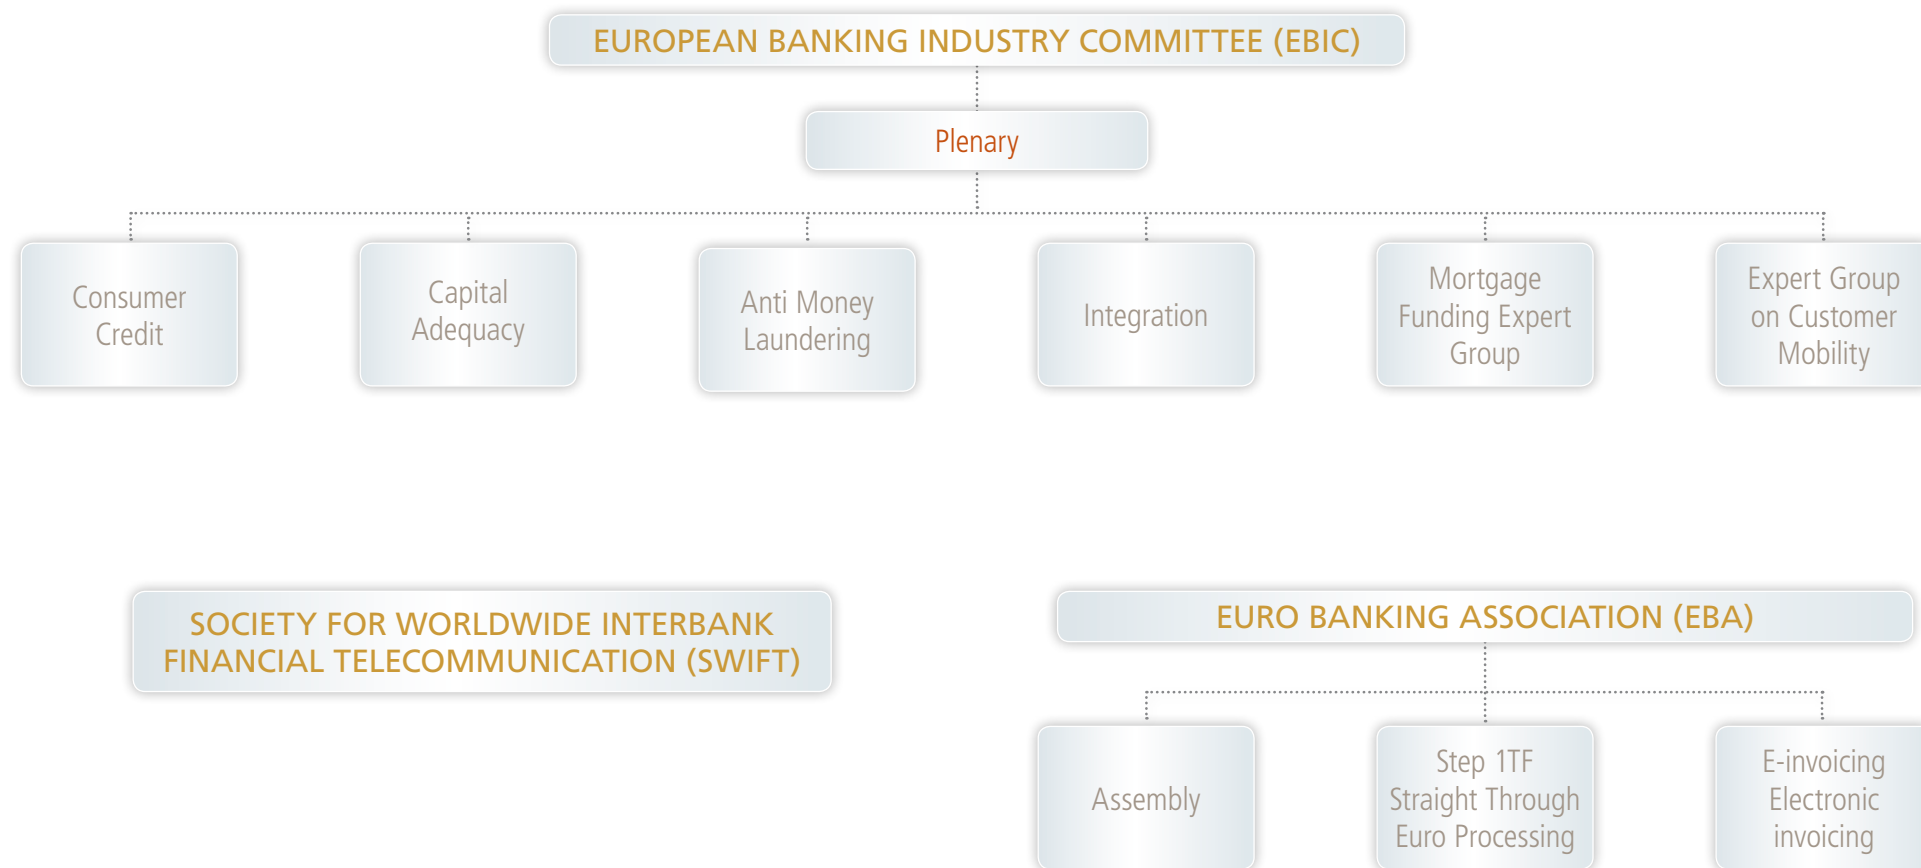 EUROPEAN BANKING INDUSTRY COMMITTEE (EBIC)
Plenary
Consumer
Credit
Capital
Adequacy
Anti Money
Laundering
Integration
Mortgage
Funding Expert
Group
Expert Group
on Customer
Mobility
SOCIETY FOR WORLDWIDE INTERBANK
FINANCIAL TELECOMMUNICATION (SWIFT)
EURO BANKING ASSOCIATION (EBA)
Assembly
Step 1TF
Straight Through
Euro Processing
E-invoicing
Electronic
invoicing